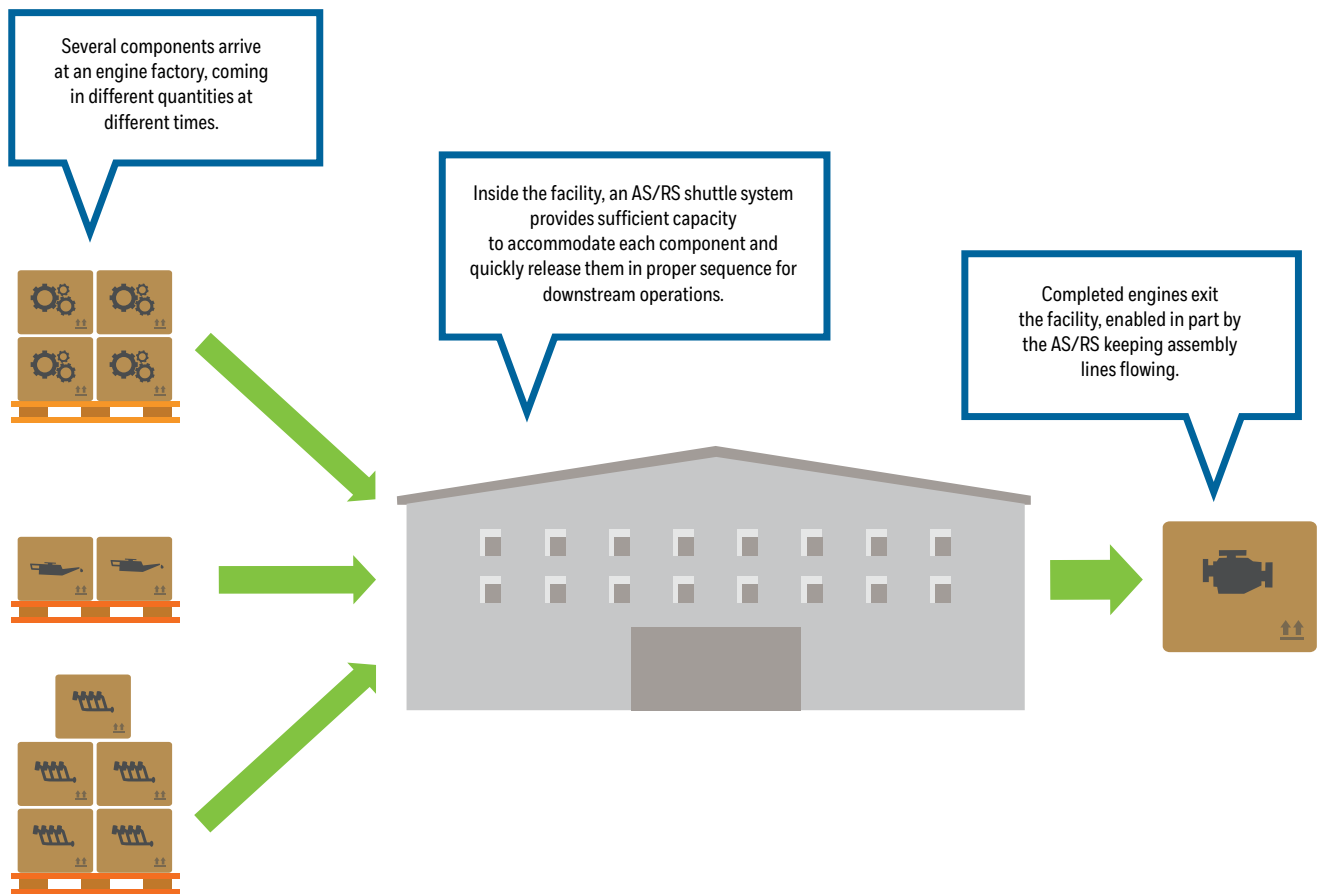 Several components arrive
at an engine factory, coming
in different quantities at
different times.
Inside the facility, an AS/RS shuttle system
provides sufficient capacity
to accommodate each component and
quickly release them in proper sequence for
downstream operations.
Completed engines exit
the facility, enabled in part by
the AS/RS keeping assembly
lines flowing.